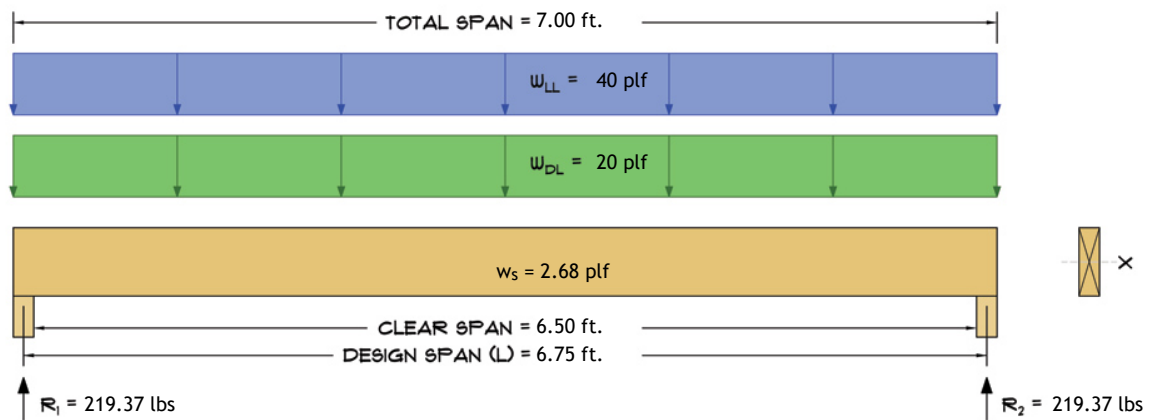 TOTAL SPAN = 7.00 ft.
WLL = 40 plf
WDL = 20 plf
ws = 2.68 plf
X
CLEAR SPAN = 6.50 ft.
DESIGN SPAN (L) = 6.75 ft.
R1 = 219.37 lbs
R2 = 219.37 lbs